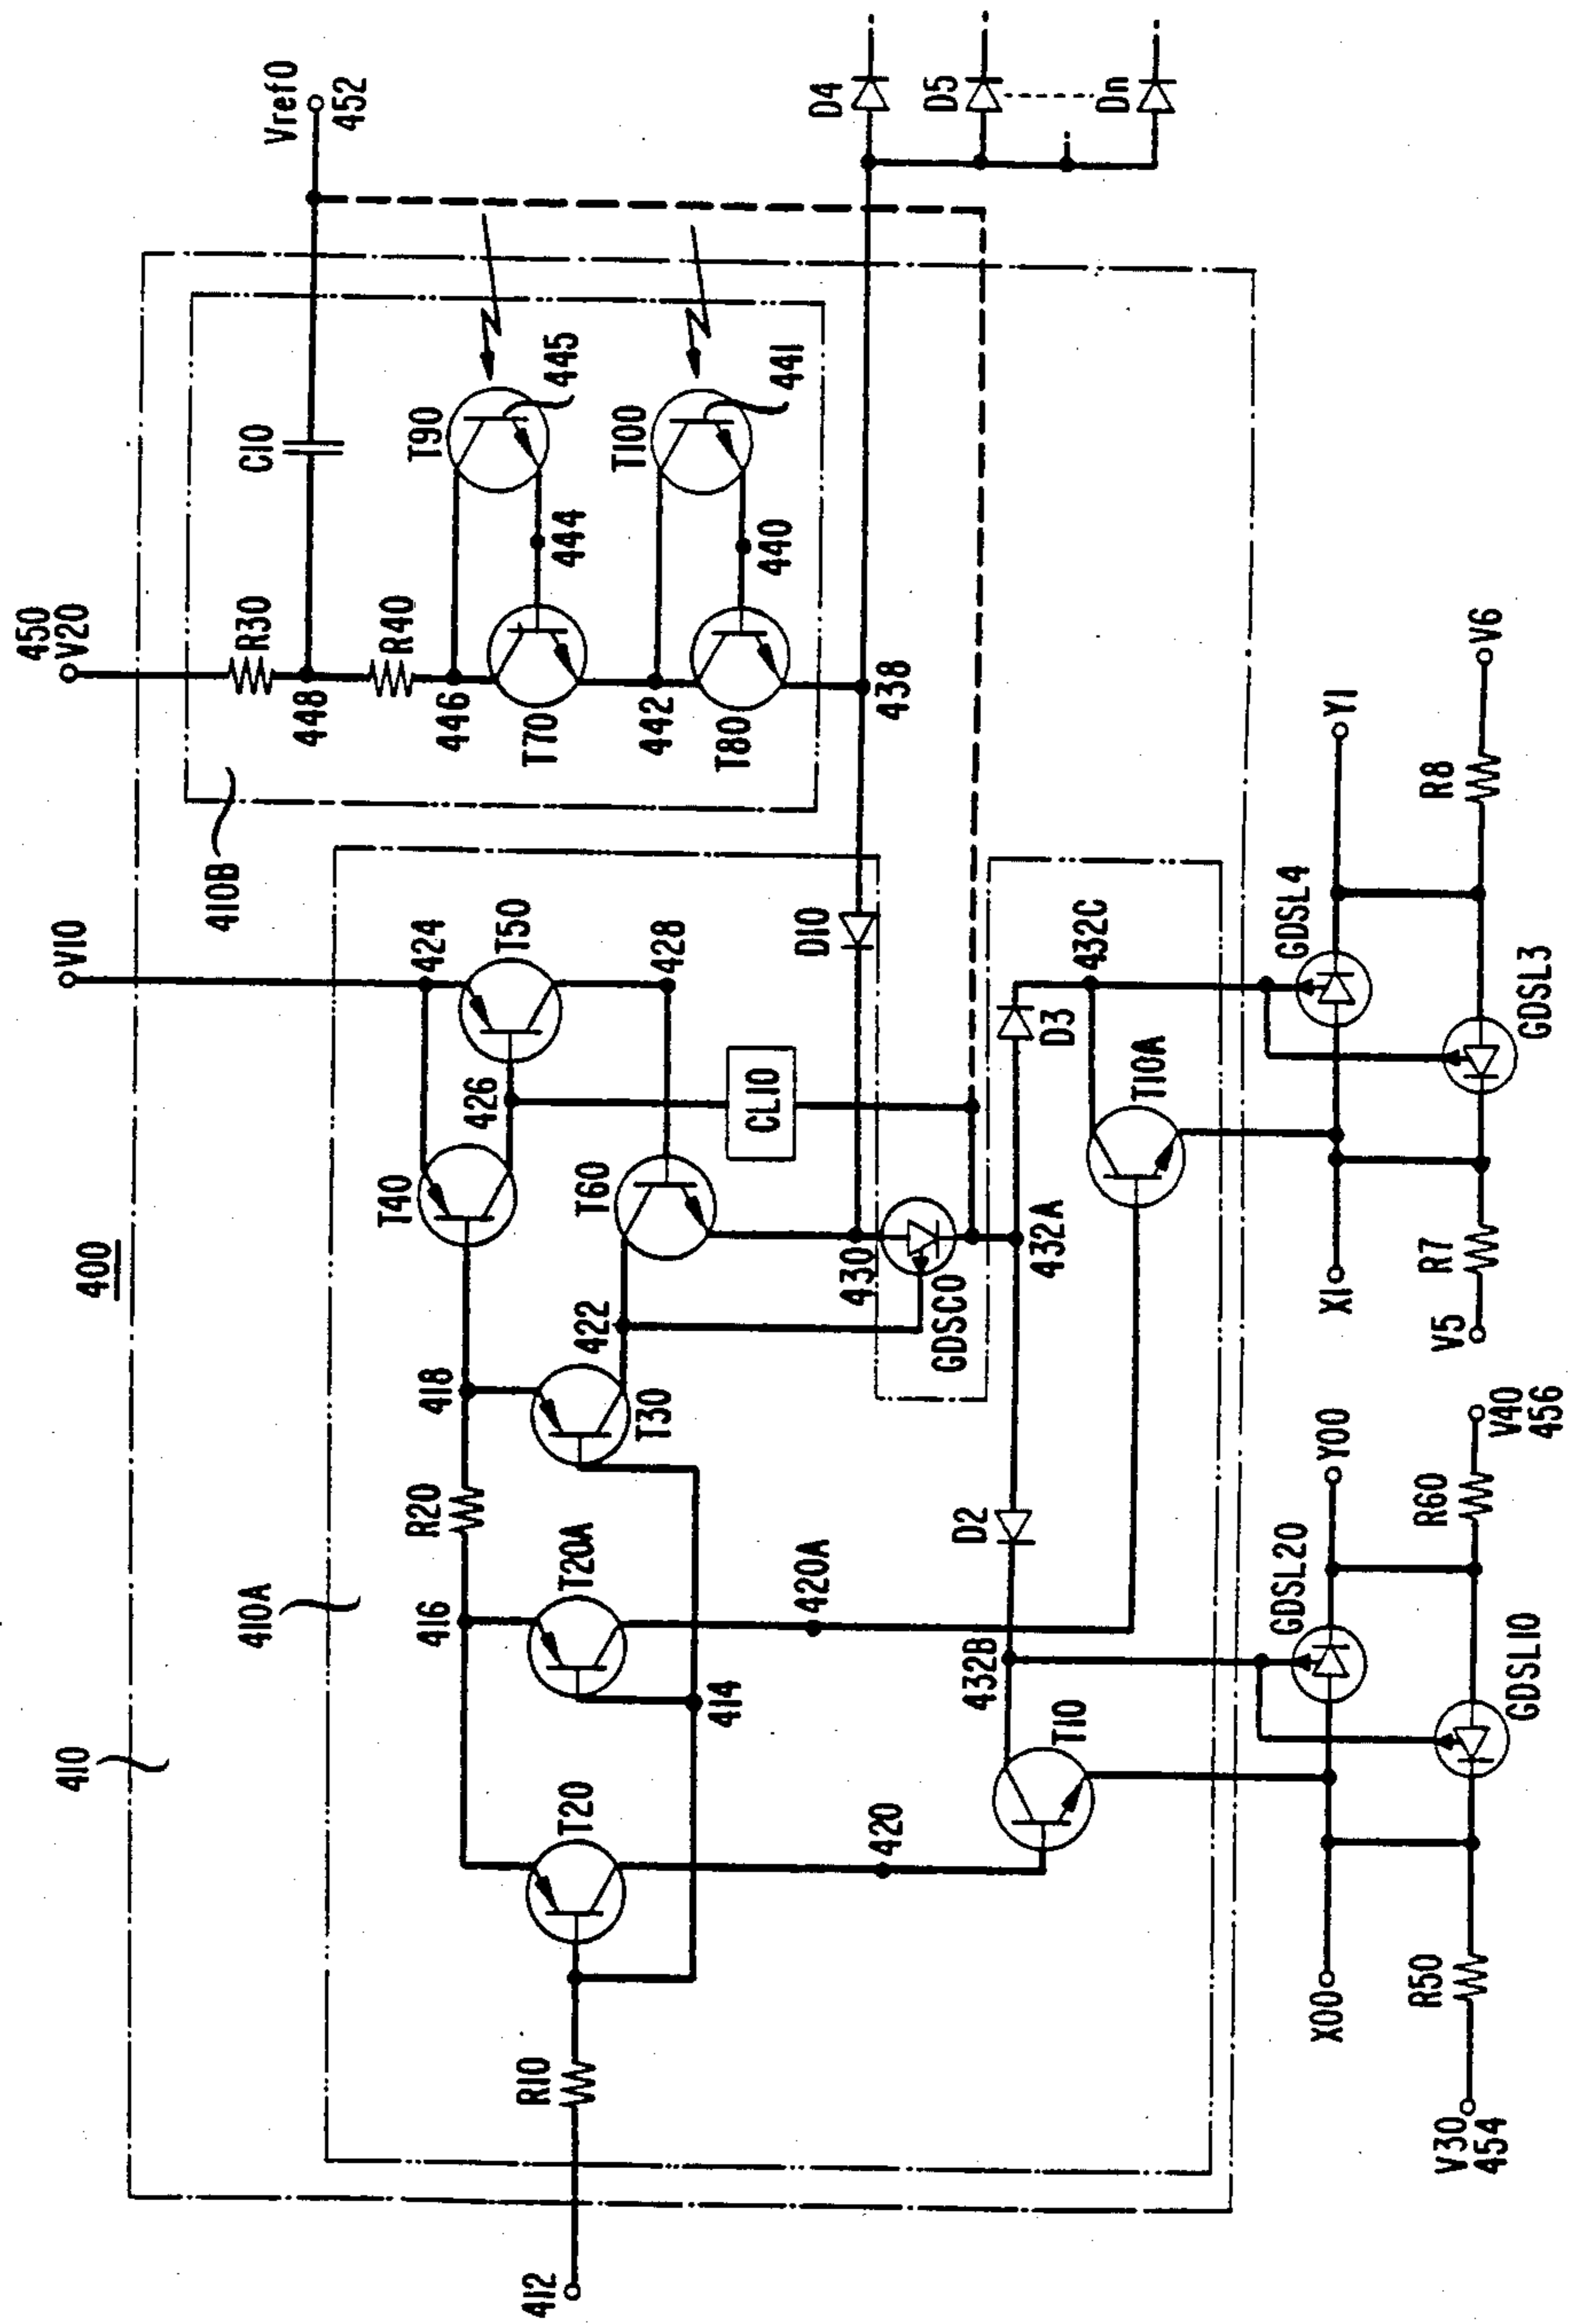 450
V20
V10
Vref0
452
400
410
410A
410B
R30
448
C10
R40
446
T90
445
444
T70
442
T100
441
440
T80
438
D4
D5
Dn
424
T50
T40
426
428
418
R20
416
T20A
T20
T30
422
T60
CL10
D10
430
GDSC0
414
R10
412
420A
420
D2
432B
432A
D3
432C
T10A
T10
GDSL4
GDSL3
Y1
R8
V6
X1
R7
V5
GDSL20
Y00
R60
V40
456
GDSL10
X00
R50
V30
454